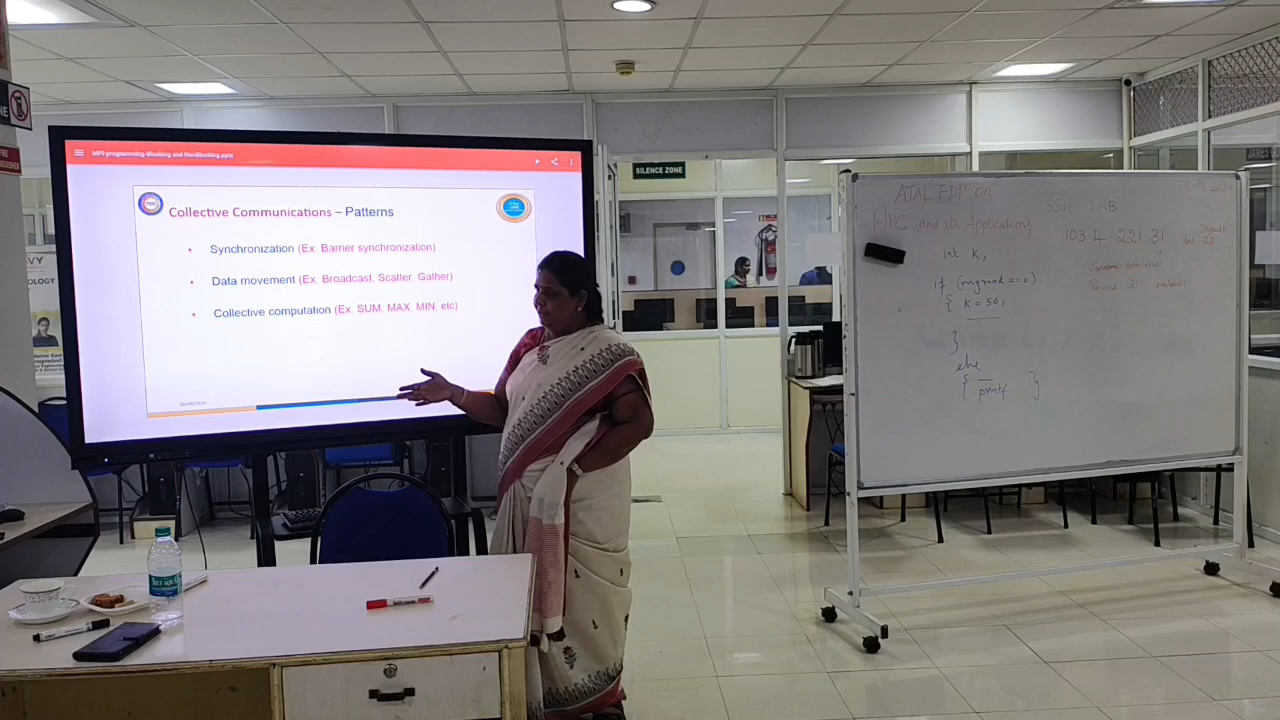 MPI-programming-Blocking and NonBlocking.pptx
Collective Communications – Patterns
• Synchronization (Ex: Barrier synchronization)
• Data movement (Ex: Broadcast, Scatter, Gather)
• Collective computation (Ex: SUM, MAX, MIN, etc)
SILENCE ZONE
ATAL FDP on
HPC and its Applications
int k,
if (myrank == 0)
{ k = 50,
}
else
{
printf }
SSH
103 4 221 31
FIRE